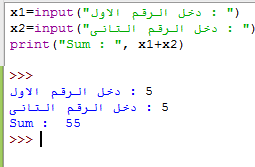 x1=input("دخل الرقم الاول : ")
x2=input("دخل الرقم التانى : ")
print("Sum : ", x1+x2)
>>>
دخل الرقم الاول : 5
دخل الرقم التانى : 5
Sum :  55
>>>